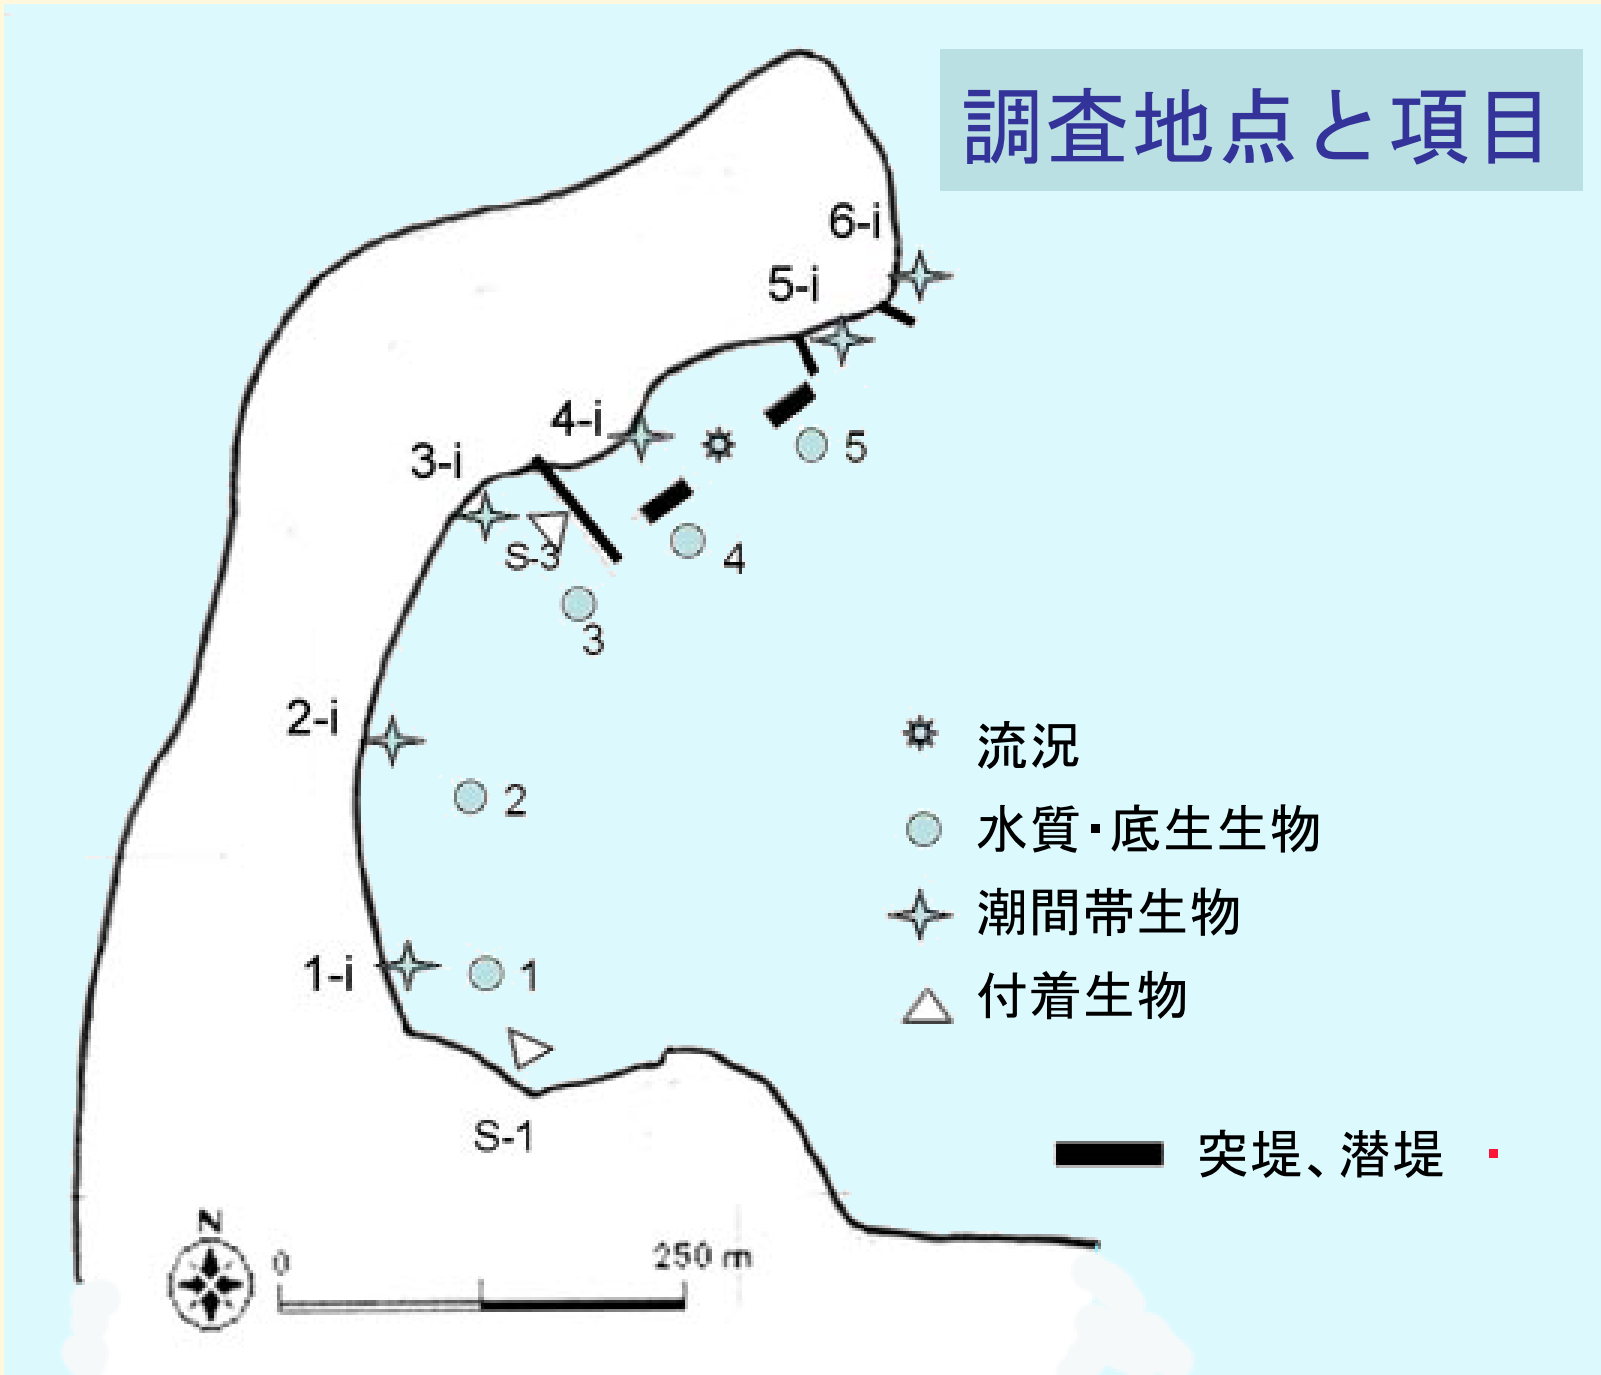 調査地点と項目
6-i
5-i
4-i
3-i
5
S-3
4
3
2-i
2
1-i
1
S-1
流況
水質・底生生物
潮間帯生物
付着生物
突堤、潜堤
N
0
250 m